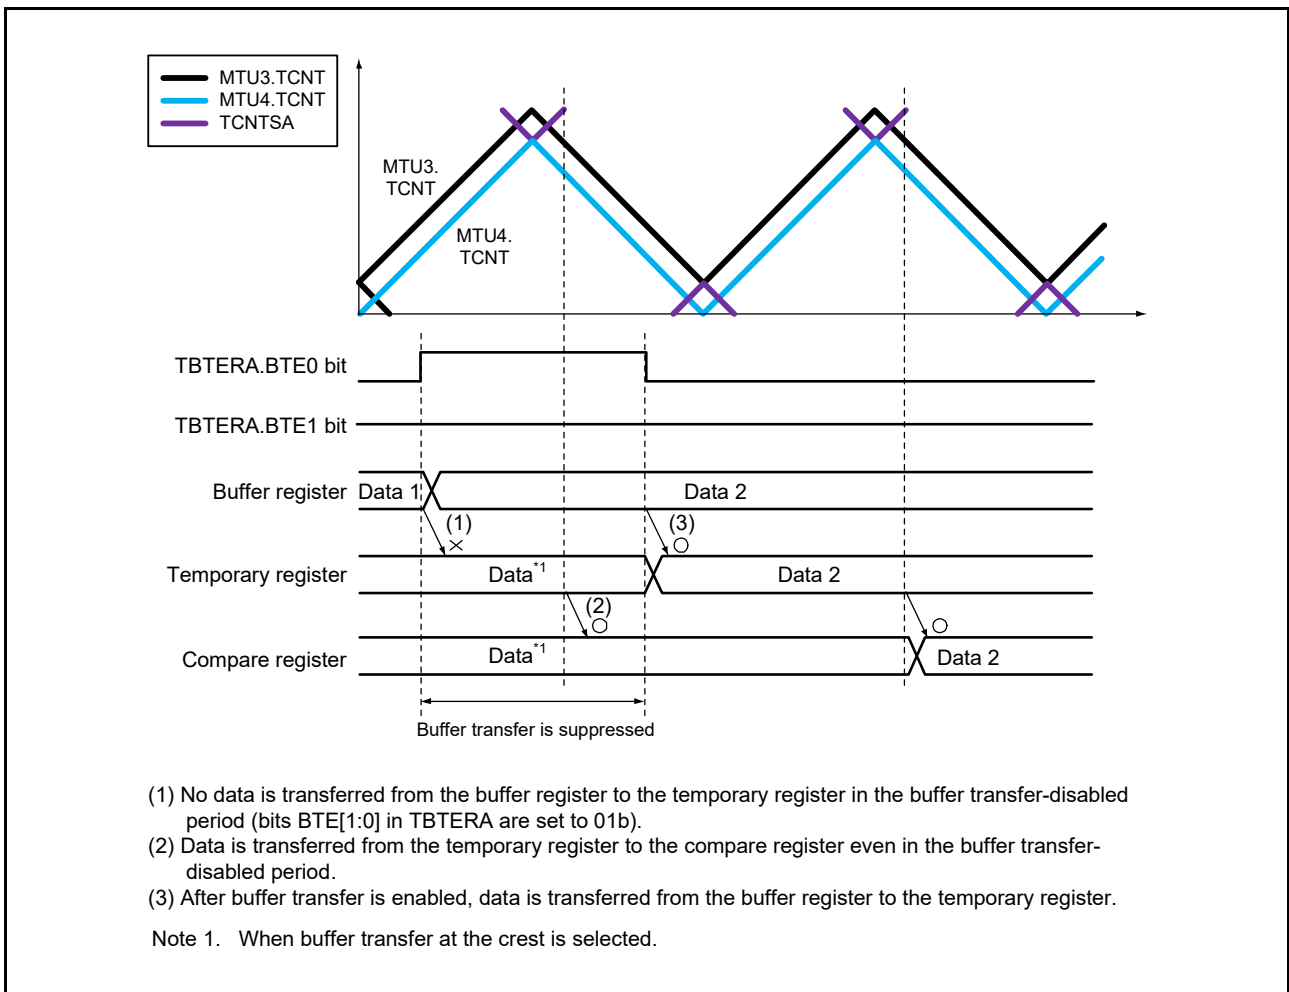 MTU3.TCNT
MTU4.TCNT
TCNTSA
MTU3.
TCNT
MTU4.
TCNT
TBTERA.BTE0 bit
TBTERA.BTE1 bit
Buffer register
Data 1
Data 2
(1)
×
(3)
○
Temporary register
Data*1
Data 2
(2)
○
○
Compare register
Data*1
Data 2
Buffer transfer is suppressed
(1) No data is transferred from the buffer register to the temporary register in the buffer transfer-disabled
period (bits BTE[1:0] in TBTERA are set to 01b).
(2) Data is transferred from the temporary register to the compare register even in the buffer transfer-
disabled period.
(3) After buffer transfer is enabled, data is transferred from the buffer register to the temporary register.
Note 1. When buffer transfer at the crest is selected.